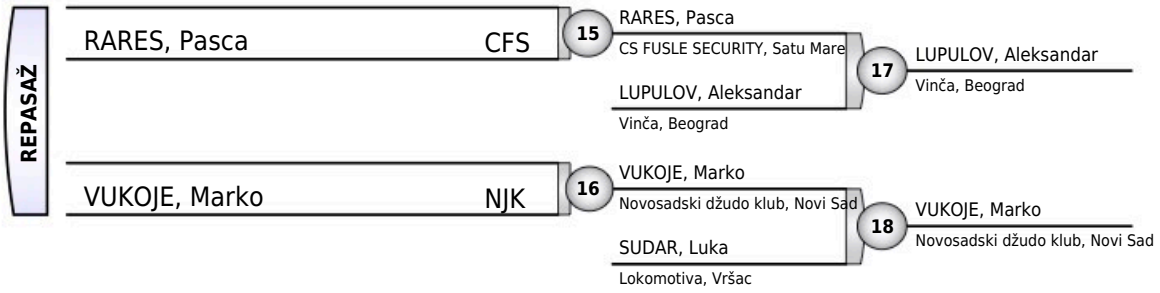 REPASAŽ
RARES, Pasca CFS
15
RARES, Pasca
CS FUSLE SECURITY, Satu Mare
LUPULOV, Aleksandar
Vinča, Beograd
17
LUPULOV, Aleksandar
Vinča, Beograd
VUKOJE, Marko NJK
16
VUKOJE, Marko
Novosadski džudo klub, Novi Sad
SUDAR, Luka
Lokomotiva, Vršac
18
VUKOJE, Marko
Novosadski džudo klub, Novi Sad